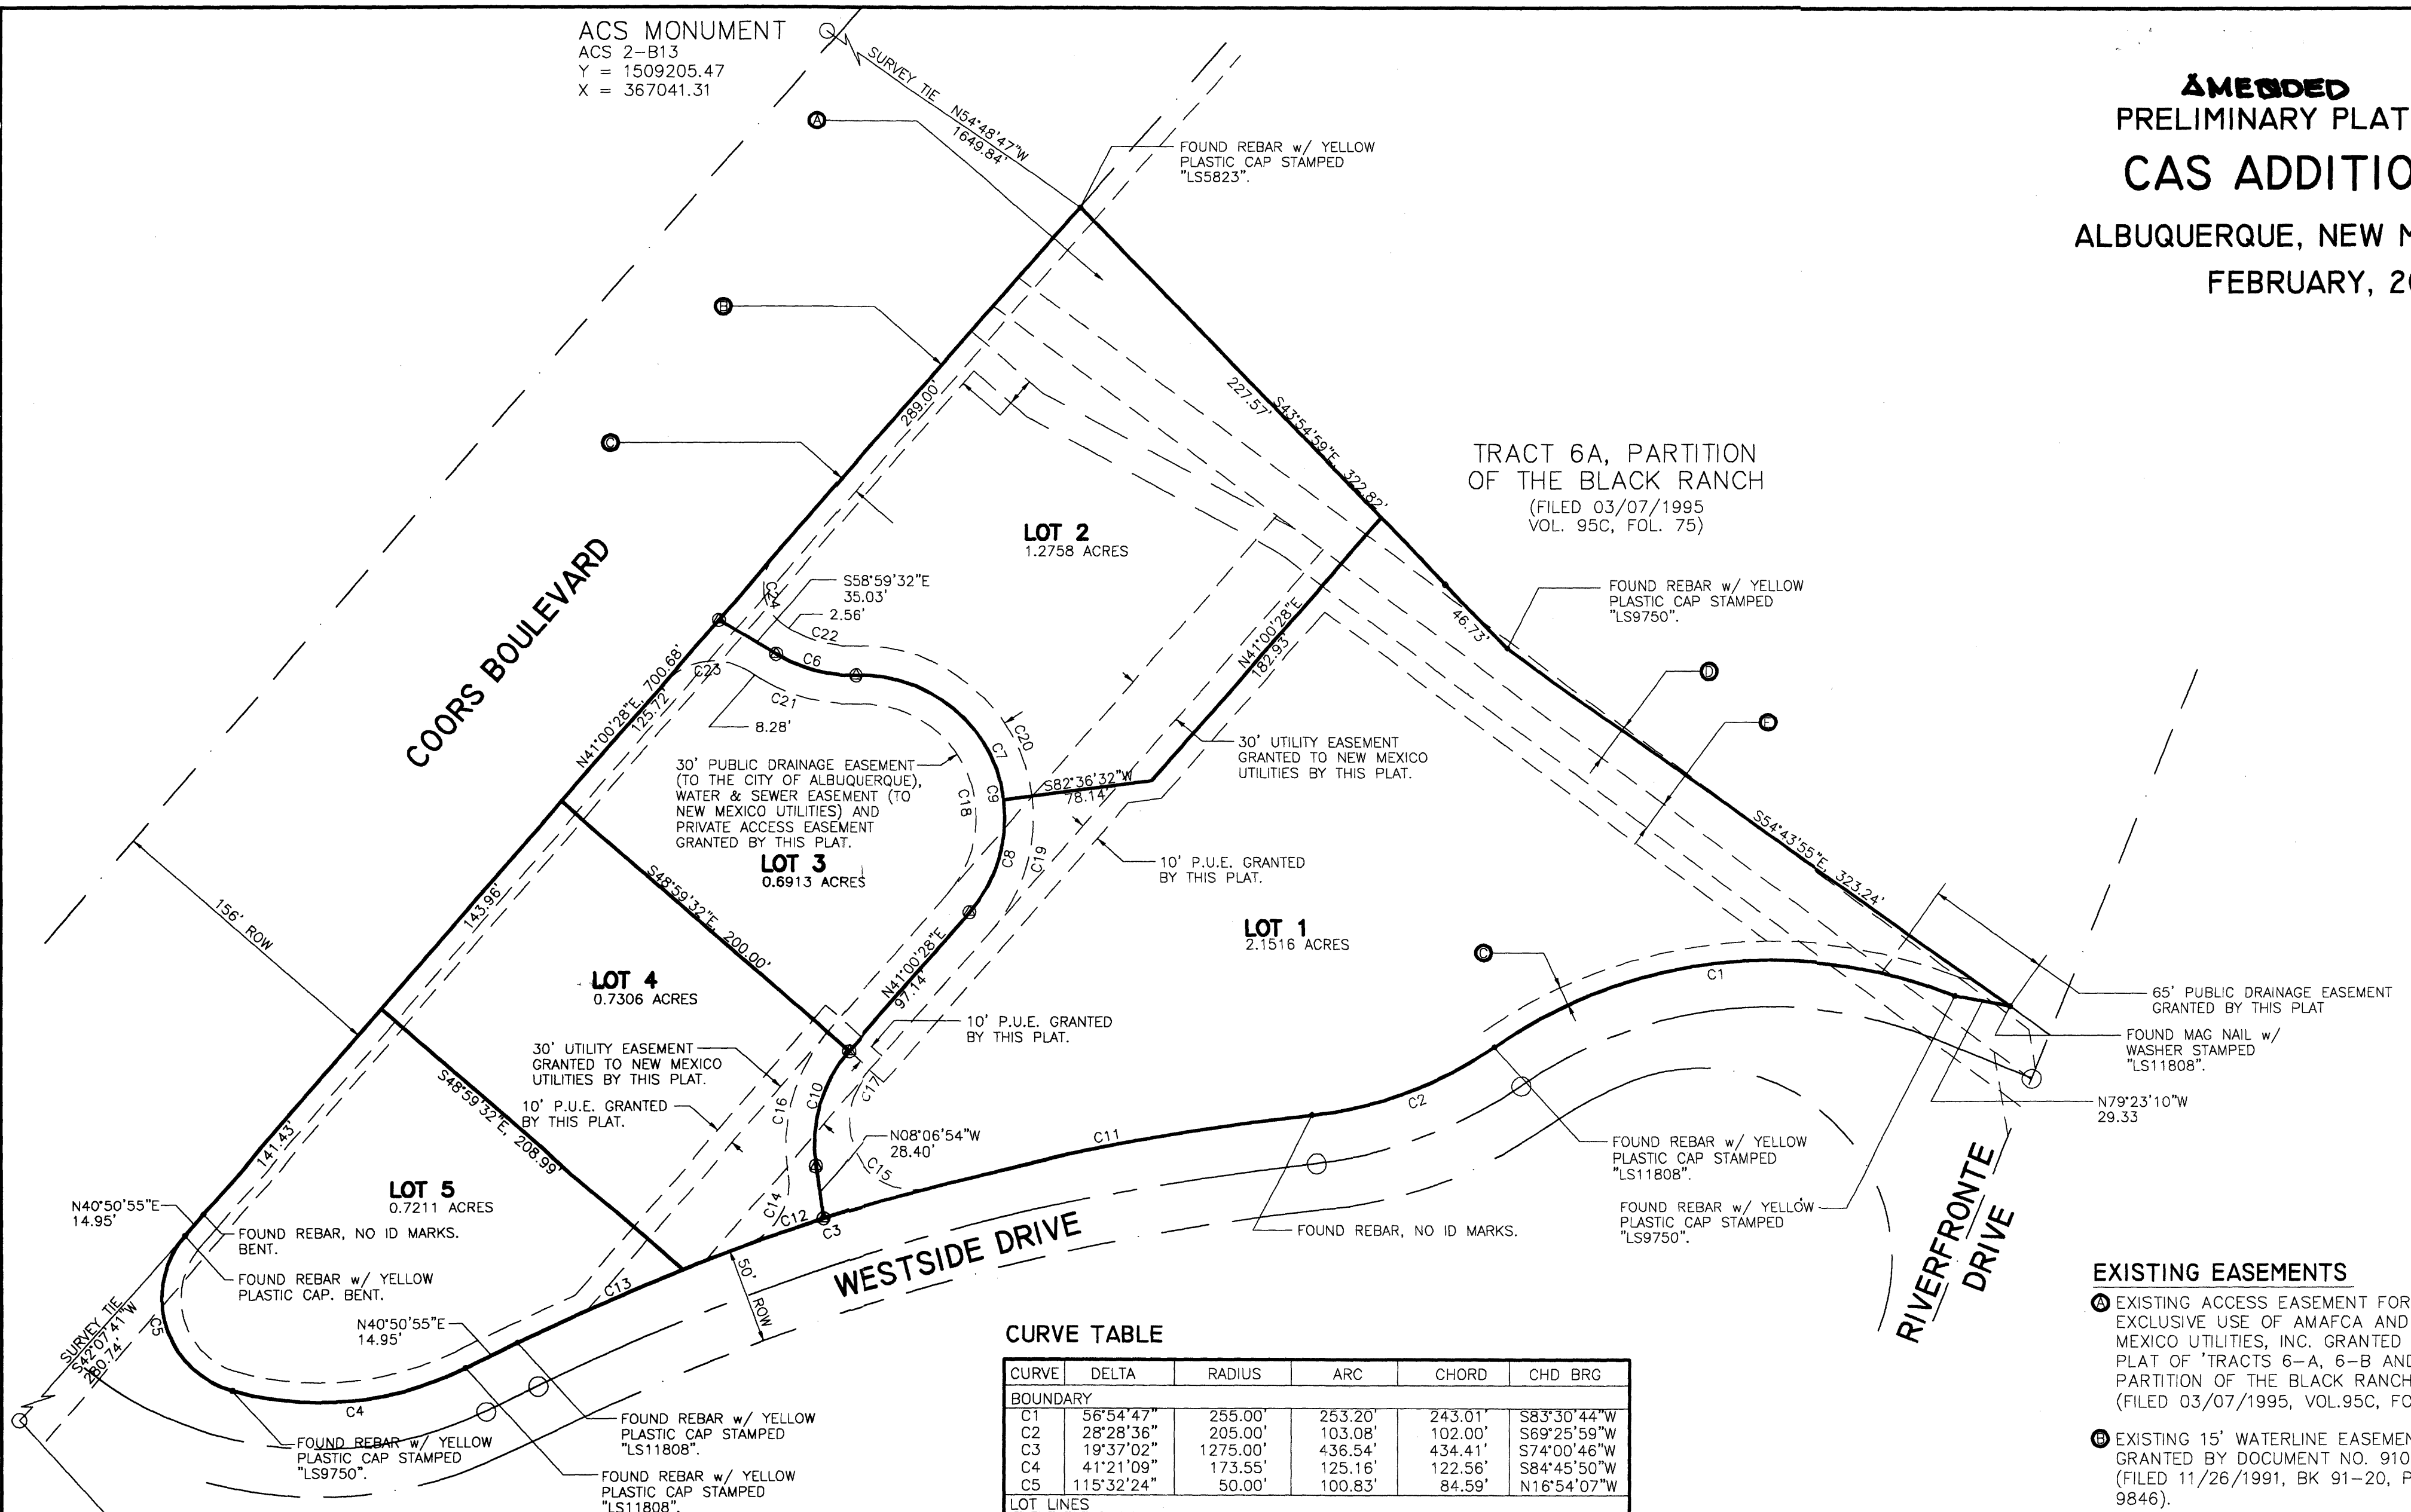 ACS MONUMENT
ACS 2-B13
Y = 1509205.47
X = 367041.31
SURVEY TIE
N54°48'47"W
1649.84'
A
FOUND REBAR w/ YELLOW
PLASTIC CAP STAMPED
"LS5823".
AMENDED
PRELIMINARY PLAT
CAS ADDITIO
ALBUQUERQUE, NEW M
FEBRUARY, 2
B
C
289.00'
227.57'
S43°54'59"E, 322.82'
TRACT 6A, PARTITION
OF THE BLACK RANCH
(FILED 03/07/1995
VOL. 95C, FOL. 75)
LOT 2
1.2758 ACRES
COORS BOULEVARD
C24
S58°59'32"E
35.03'
2.56'
C22
C6
C23
C21
8.28'
N41°00'28"E, 700.68'
125.72'
FOUND REBAR w/ YELLOW
PLASTIC CAP STAMPED
"LS9750".
46.73'
N41°00'28"E
182.93'
D
E
C20
C7
C9
C18
S82°36'32"W
78.14'
30' UTILITY EASEMENT
GRANTED TO NEW MEXICO
UTILITIES BY THIS PLAT.
30' PUBLIC DRAINAGE EASEMENT
(TO THE CITY OF ALBUQUERQUE),
WATER & SEWER EASEMENT (TO
NEW MEXICO UTILITIES) AND
PRIVATE ACCESS EASEMENT
GRANTED BY THIS PLAT.
LOT 3
0.6913 ACRES
C8
C19
10' P.U.E. GRANTED
BY THIS PLAT.
S54°43'55"E, 323.24'
156' ROW
143.96'
S48°59'32"E, 200.00'
N41°00'28"E
97.14'
LOT 1
2.1516 ACRES
C
C1
LOT 4
0.7306 ACRES
10' P.U.E. GRANTED
BY THIS PLAT.
65' PUBLIC DRAINAGE EASEMENT
GRANTED BY THIS PLAT
FOUND MAG NAIL w/
WASHER STAMPED
"LS11808".
N79°23'10"W
29.33
30' UTILITY EASEMENT
GRANTED TO NEW MEXICO
UTILITIES BY THIS PLAT.
10' P.U.E. GRANTED
BY THIS PLAT.
C10
C16
C17
C2
N08°06'54"W
28.40'
C11
C15
C14
C12
C3
S48°59'32"E, 208.99'
141.43'
LOT 5
0.7211 ACRES
N40°50'55"E
14.95'
FOUND REBAR, NO ID MARKS.
BENT.
FOUND REBAR w/ YELLOW
PLASTIC CAP. BENT.
FOUND REBAR w/ YELLOW
PLASTIC CAP STAMPED
"LS11808".
FOUND REBAR w/ YELLOW
PLASTIC CAP STAMPED
"LS9750".
FOUND REBAR, NO ID MARKS.
WESTSIDE DRIVE
50' ROW
RIVERFRONTE
DRIVE
SURVEY TIE
S42°07'41"W
280.74'
C5
C13
N40°50'55"E
14.95'
C4
FOUND REBAR w/ YELLOW
PLASTIC CAP STAMPED
"LS9750".
FOUND REBAR w/ YELLOW
PLASTIC CAP STAMPED
"LS11808".
FOUND REBAR w/ YELLOW
PLASTIC CAP STAMPED
"LS11808".
CURVE TABLE
CURVE DELTA RADIUS ARC CHORD CHD BRG
BOUNDARY
C1 56°54'47" 255.00' 253.20' 243.01' S83°30'44"W
C2 28°28'36" 205.00' 103.08' 102.00' S69°25'59"W
C3 19°37'02" 1275.00' 436.54' 434.41' S74°00'46"W
C4 41°21'09" 173.55' 125.16' 122.56' S84°45'50"W
C5 115°32'24" 50.00' 100.83' 84.59' N16°54'07"W
LOT LINES
EXISTING EASEMENTS
A EXISTING ACCESS EASEMENT FOR
EXCLUSIVE USE OF AMAFCA AND
MEXICO UTILITIES, INC. GRANTED
PLAT OF 'TRACTS 6-A, 6-B AND
PARTITION OF THE BLACK RANCH
(FILED 03/07/1995, VOL.95C, FO
B EXISTING 15' WATERLINE EASEMEN
GRANTED BY DOCUMENT NO. 910
(FILED 11/26/1991, BK 91-20, P
9846).